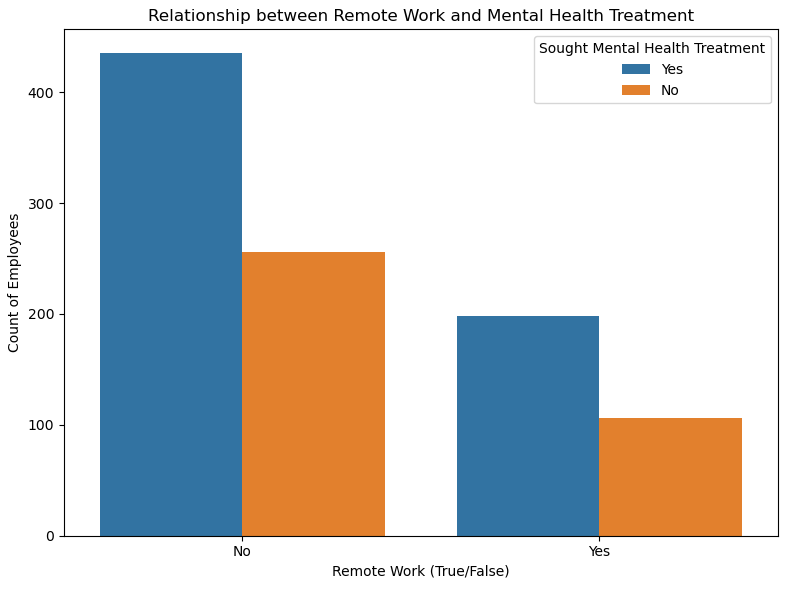 Relationship between Remote Work and Mental Health Treatment
Sought Mental Health Treatment
Yes
No
400
300
200
100
0
Count of Employees
No
Yes
Remote Work (True/False)